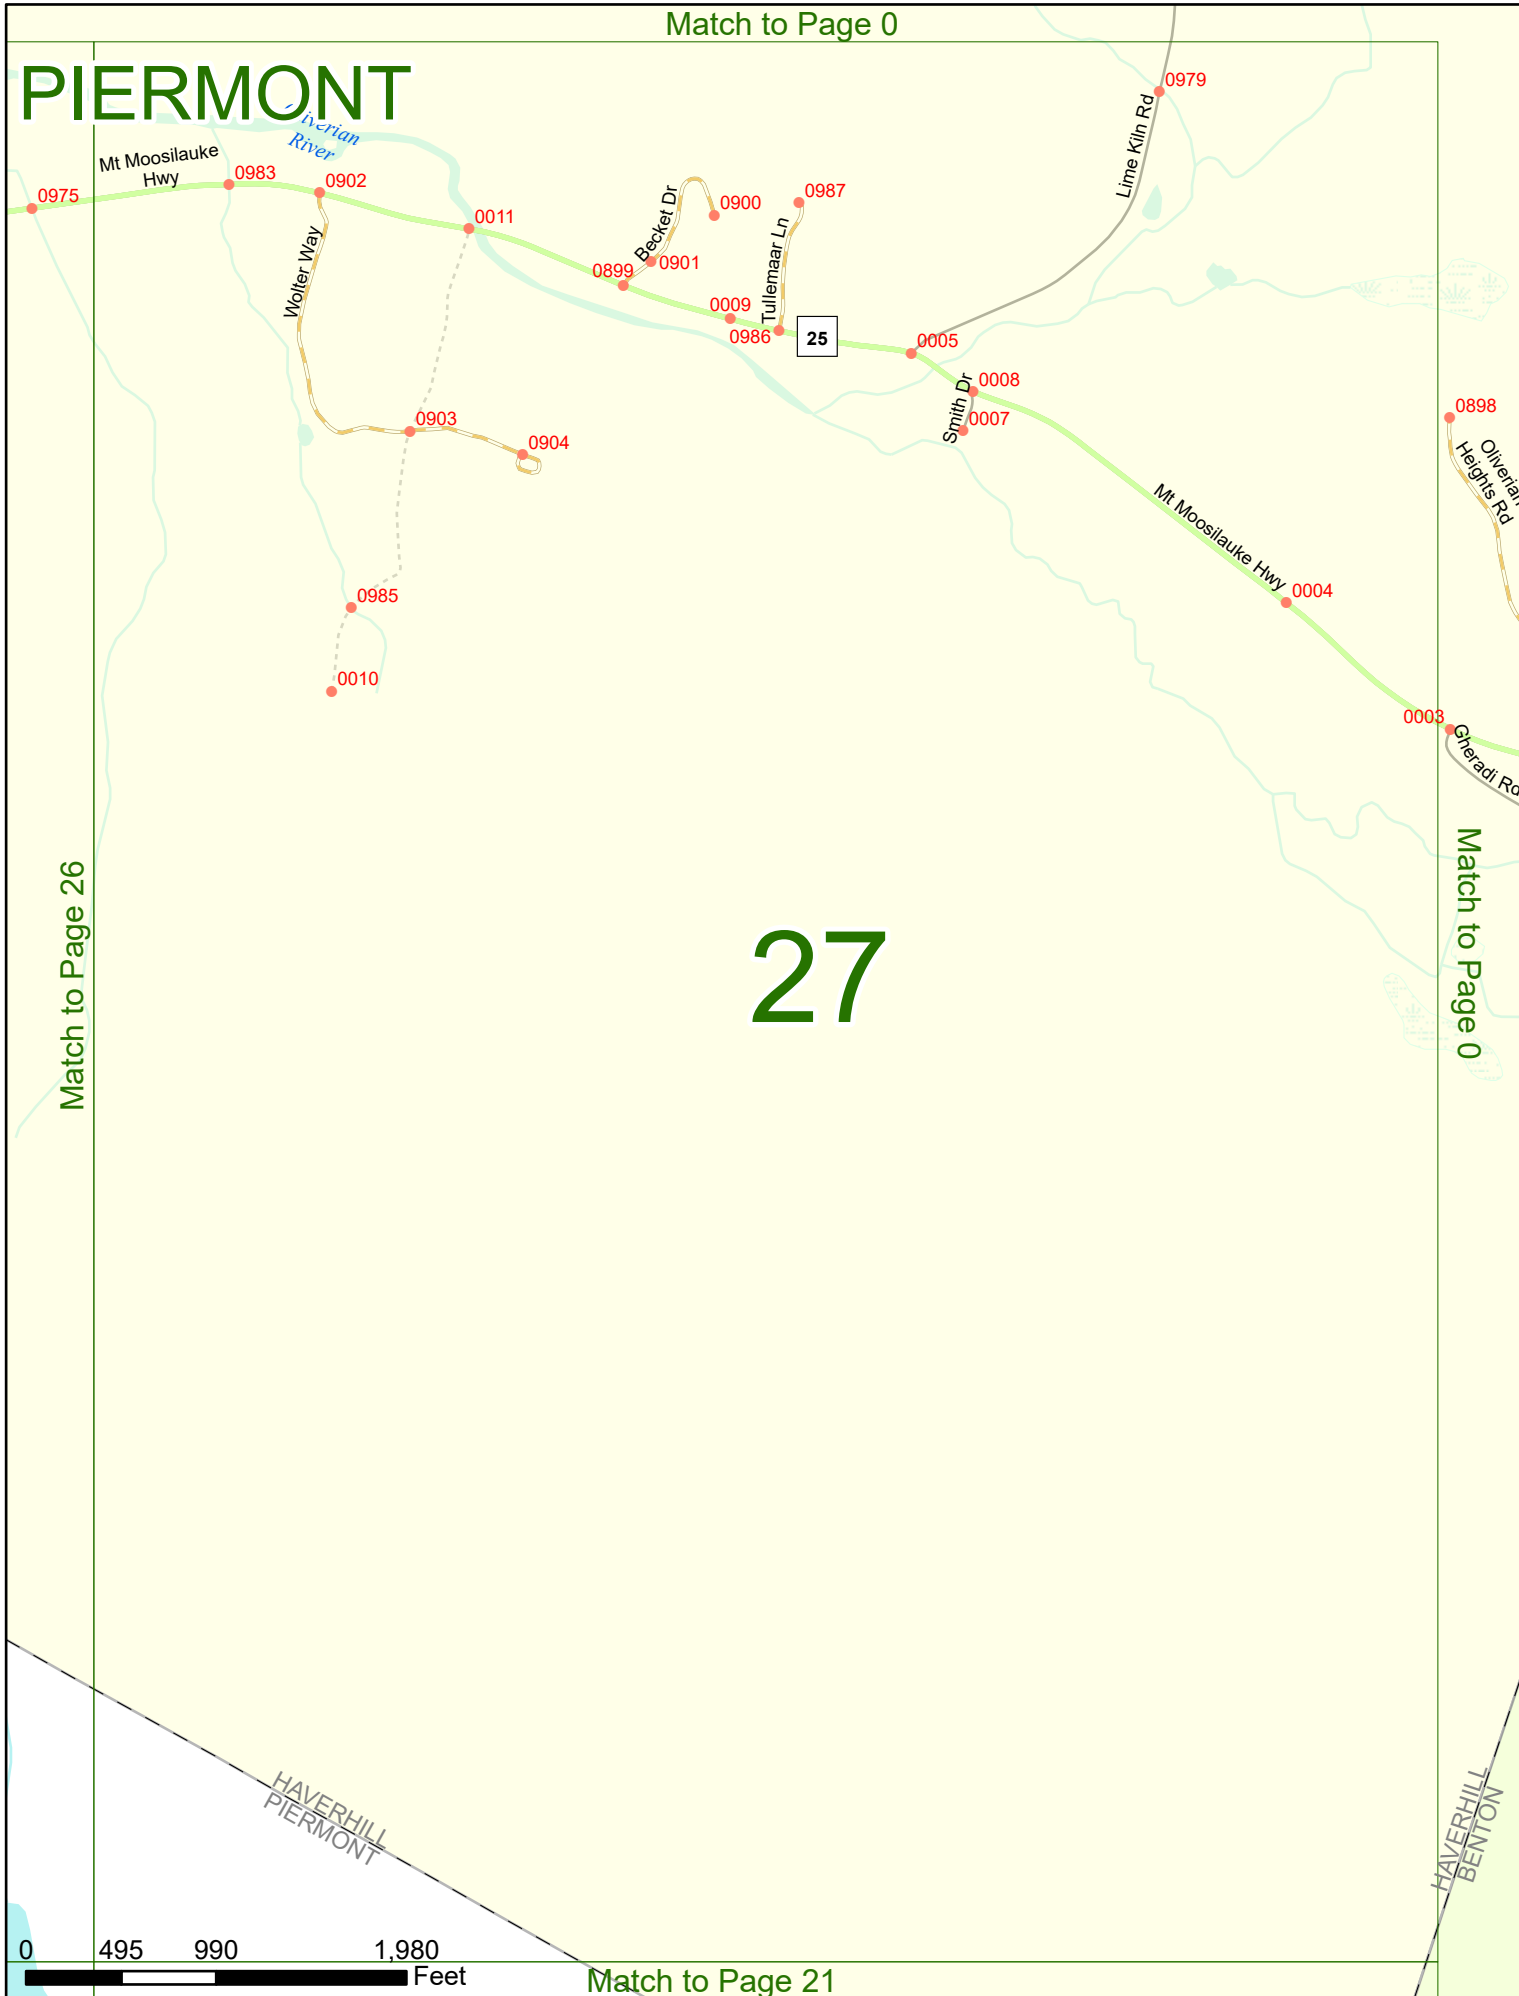 Match to Page 0
PIERMONT
River
Mt Moosilauke
Hwy
0975
0983
0902
0011
Wolter Way
Becket Dr
0900
0901
0899
0987
Tullemaar Ln
0009
0986
25
Lime Kiln Rd
0979
0005
0008
Smith Dr
0007
0898
Oliverian
Heights Rd
0903
0904
Mt Moosilauke Hwy
0004
0985
0010
0003
Gheradi Rd
Match to Page 26
27
Match to Page 0
HAVERHILL
PIERMONT
HAVERHILL
BENTON
0 495 990 1,980
Feet
Match to Page 21